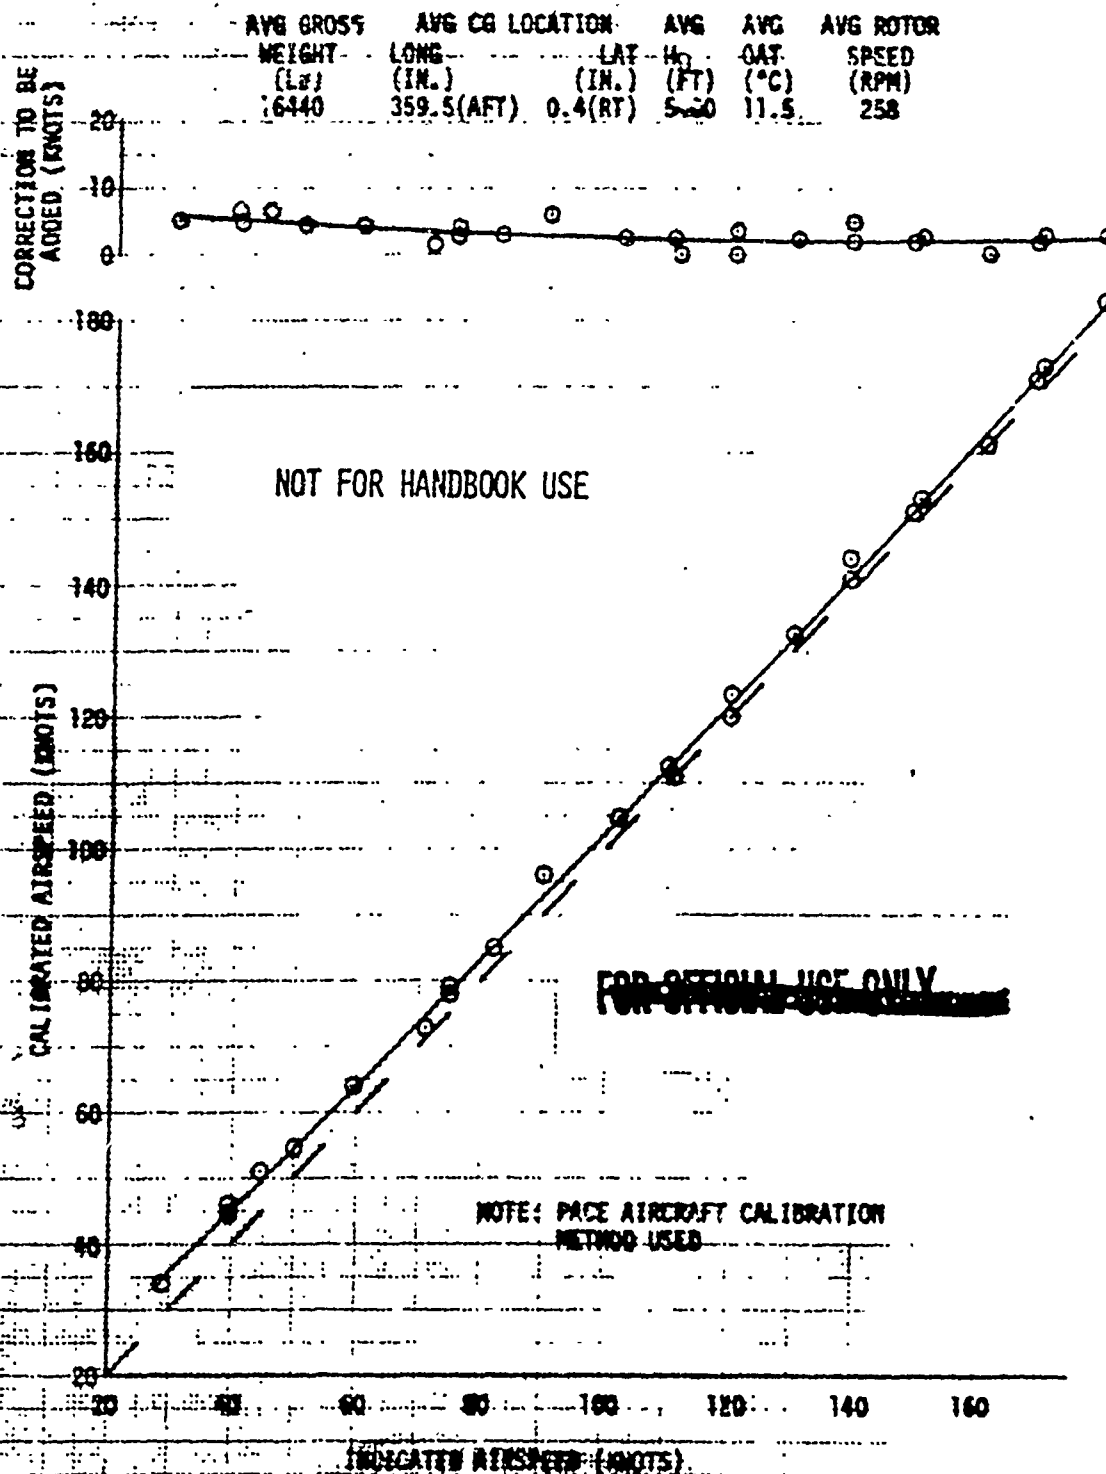 AVG GROSS AVG CG LOCATION AVG AVG AVG ROTOR
WEIGHT LONG LAT OAT SPEED
(LB) (IN.) (IN.) (FT) (°C) (RPM)
16440 359.5(AFT) 0.4(RT) 11.5 258
CORRECTION TO BE
ADDED (KNOTS)
20
10
0
180
160
140
120
100
80
60
40
20
CALIBRATED AIRSPEED (KNOTS)
NOT FOR HANDBOOK USE
FOR OFFICIAL USE ONLY
NOTE: PACE AIRCRAFT CALIBRATION
METHOD USED
20 40 60 80 100 120 140 160
INDICATED AIRSPEED (KNOTS)